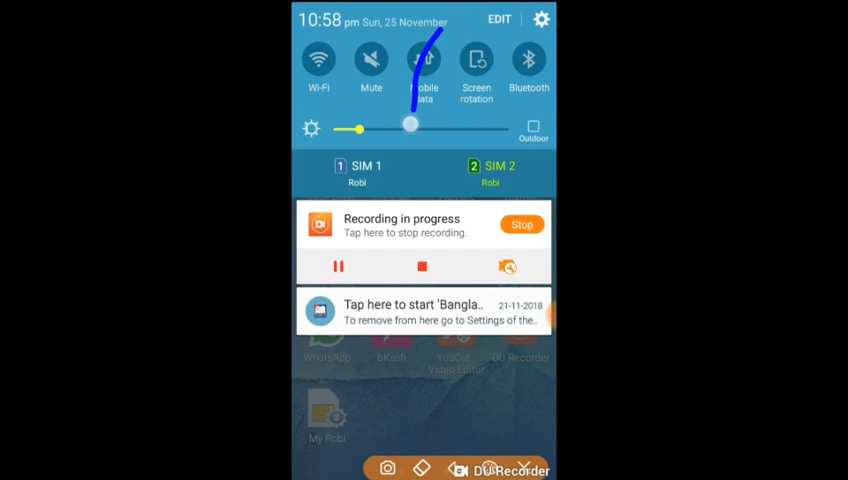 10:58 pm Sun, 25 November EDIT
Wi-Fi Mute Mobile data Screen rotation Bluetooth
Outdoor
1 SIM 1 2 SIM 2
Robi Robi
Recording in progress
Tap here to stop recording.
Stop
Tap here to start 'Bangla.. 21-11-2018
To remove from here go to Settings of the..
WhatsApp bKash YouCut Video Editor DU Recorder
My Robi
DU Recorder